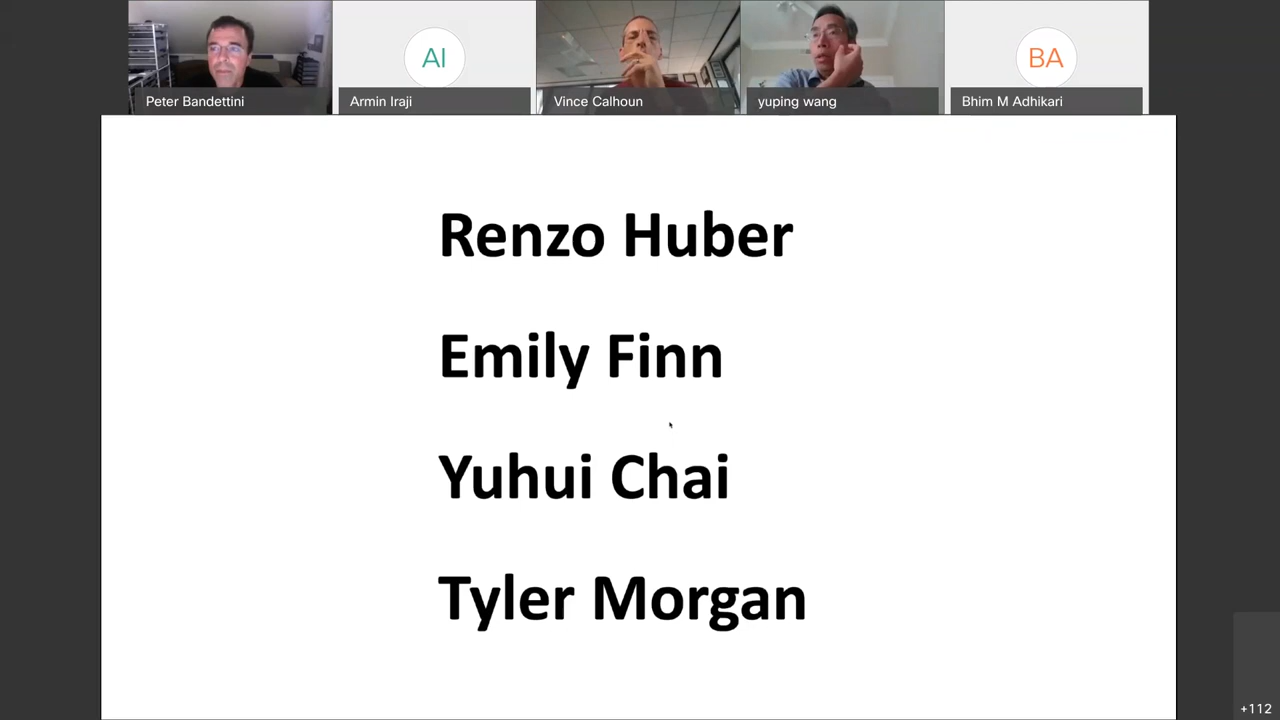 AI
BA
Peter Bandettini
Armin Iraji
Vince Calhoun
yuping wang
Bhim M Adhikari
Renzo Huber
Emily Finn
Yuhui Chai
Tyler Morgan
+112